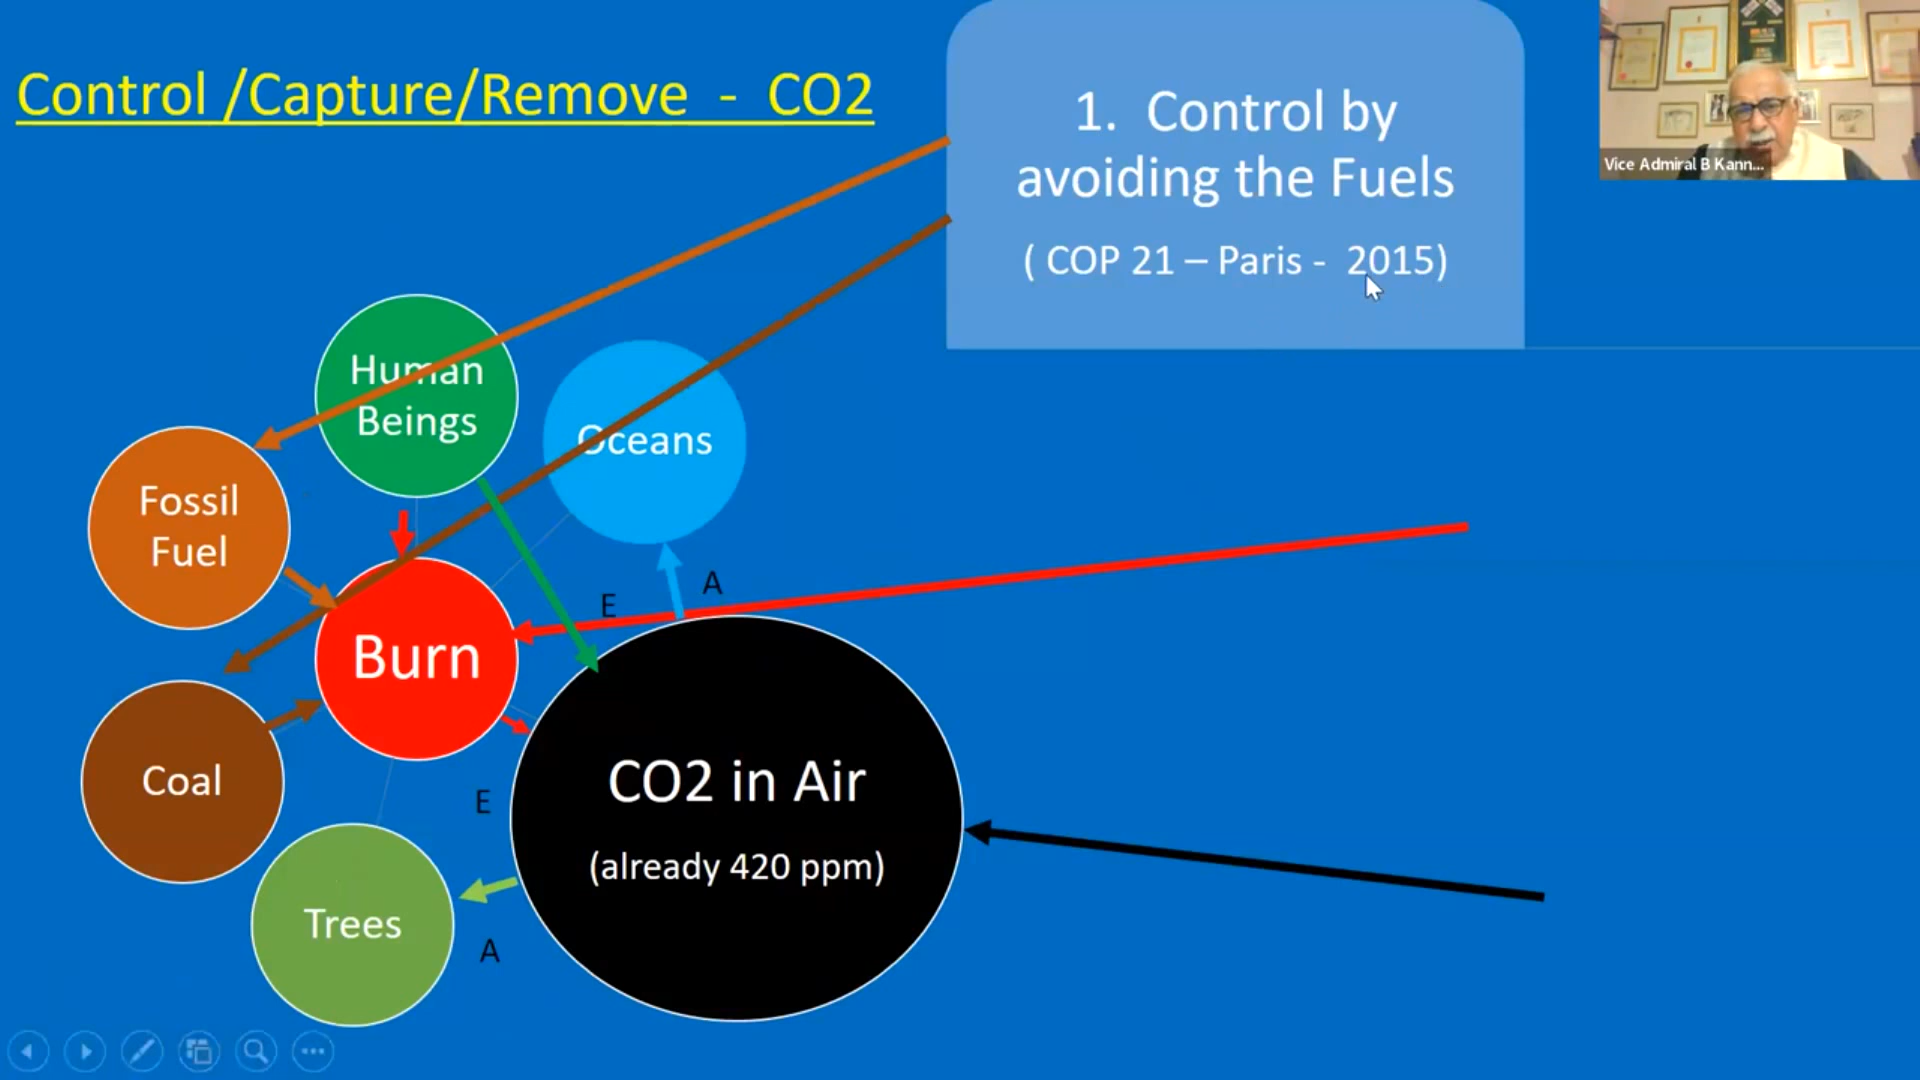 Control /Capture/Remove - CO2
1. Control by
avoiding the Fuels
( COP 21 – Paris - 2015)
Vice Admiral B Kann...
Human
Beings
Oceans
Fossil
Fuel
A
E
Burn
Coal
CO2 in Air
E
(already 420 ppm)
Trees
A